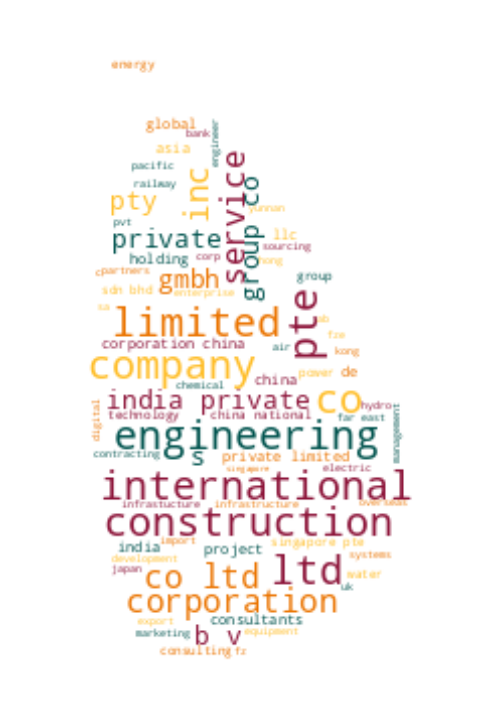 energy
global
bank
engineer
asia
pacific
railway
service
inc
group co
pty
yunnan
pvt
private
llc
sourcing
holding
corp
hong
partners
gmbh
group
sdn bhd
enterprise
pte
sa
limited
ab
fze
corporation china
air
kong
company
power
de
china
chemical
india private
co
hydro
technology
china national
far east
digital
engineering
management
contracting
s
private limited
singapore
electric
international
infrastucture
infrastructure
overseas
construction
import
singapore pte
india
project
systems
development
japan
co ltd
ltd
water
uk
corporation
export
consultants
marketing
b v
equipment
consulting
fz